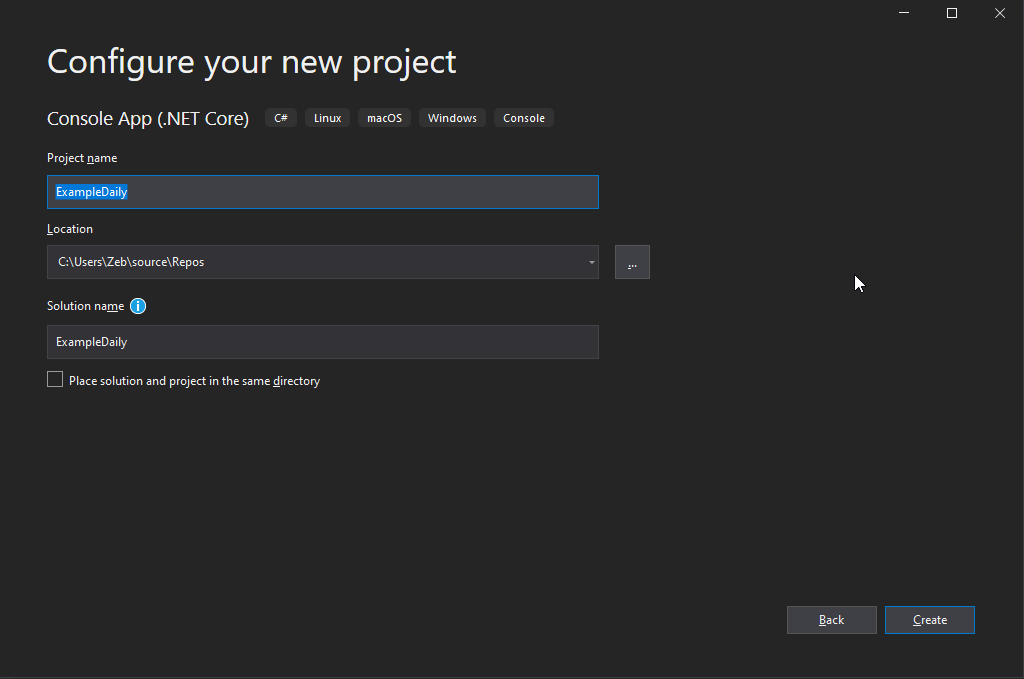 Configure your new project
Console App (.NET Core) C# Linux macOS Windows Console
Project name
ExampleDaily
Location
C:\Users\Zeb\source\Repos
...
Solution name
ExampleDaily
Place solution and project in the same directory
Back Create